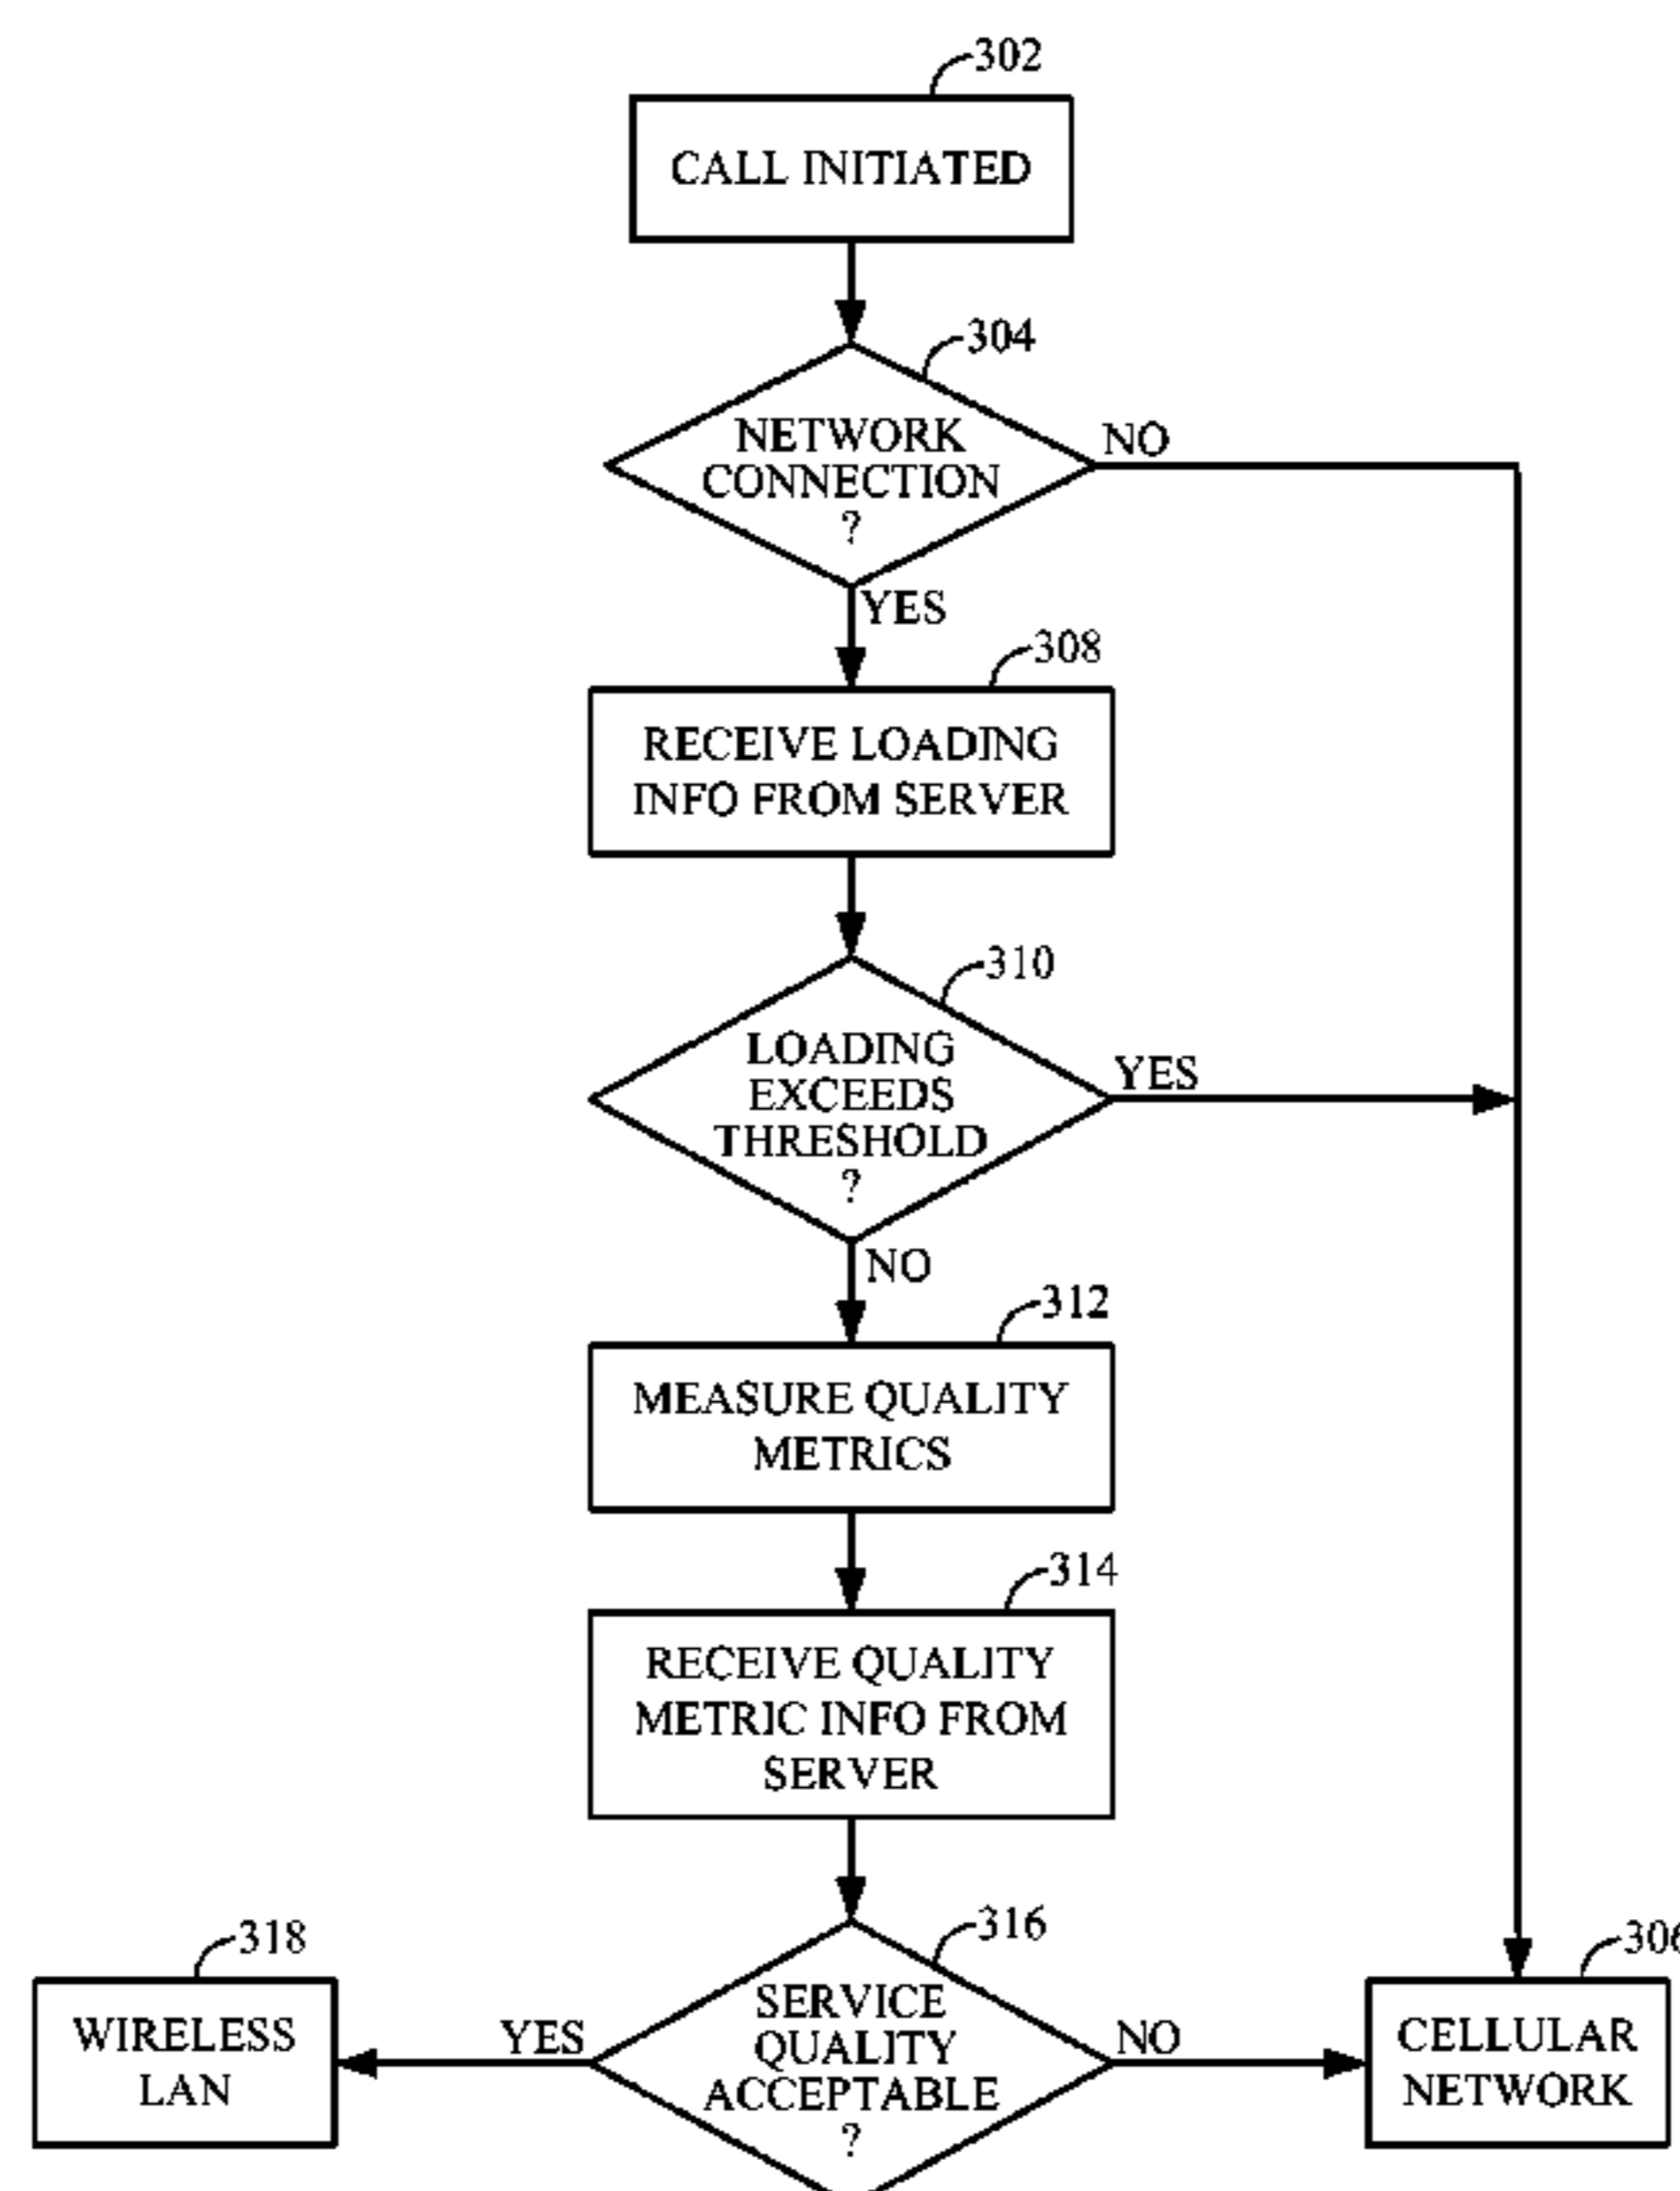 302
CALL INITIATED
304
NETWORK
CONNECTION
?
NO
YES
308
RECEIVE LOADING
INFO FROM SERVER
310
LOADING
EXCEEDS
THRESHOLD
?
YES
NO
312
MEASURE QUALITY
METRICS
314
RECEIVE QUALITY
METRIC INFO FROM
SERVER
316
SERVICE
QUALITY
ACCEPTABLE
?
YES
NO
318
WIRELESS
LAN
306
CELLULAR
NETWORK